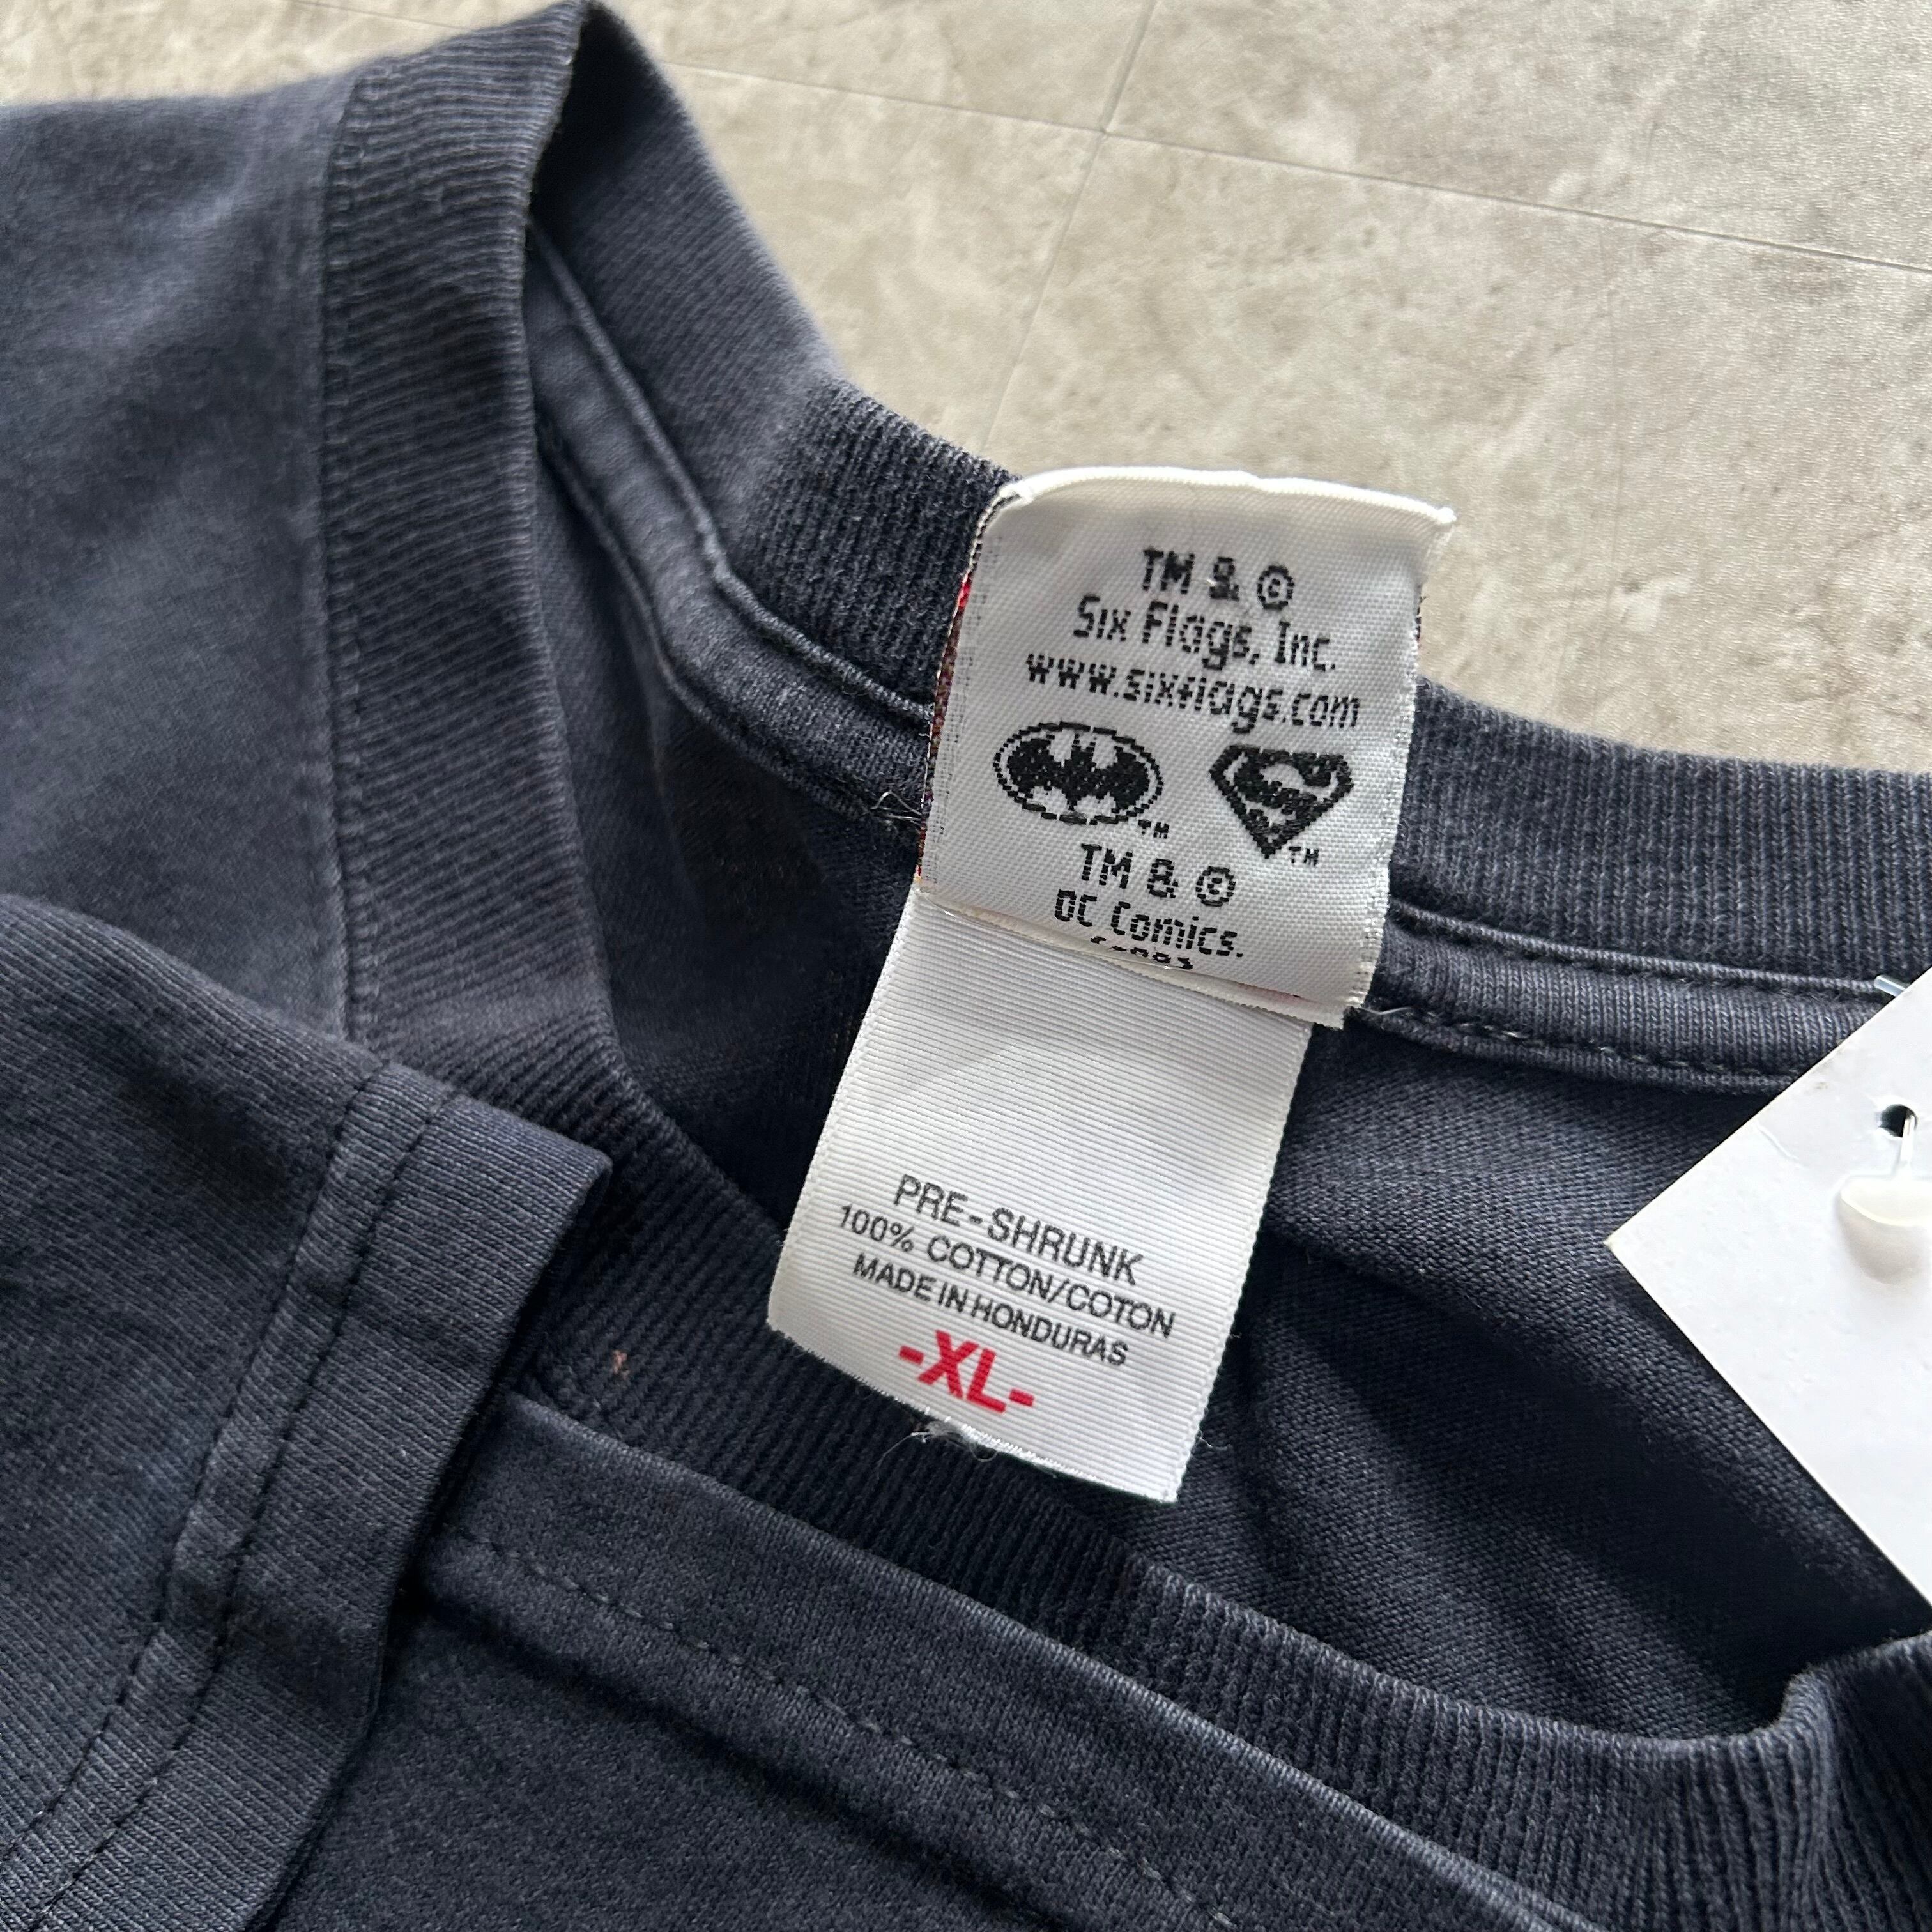 TM & ©
Six Flags, Inc.
www.sixflags.com
TM TM
TM & ©
DC Comics.
PRE-SHRUNK
100% COTTON/COTON
MADE IN HONDURAS
-XL-